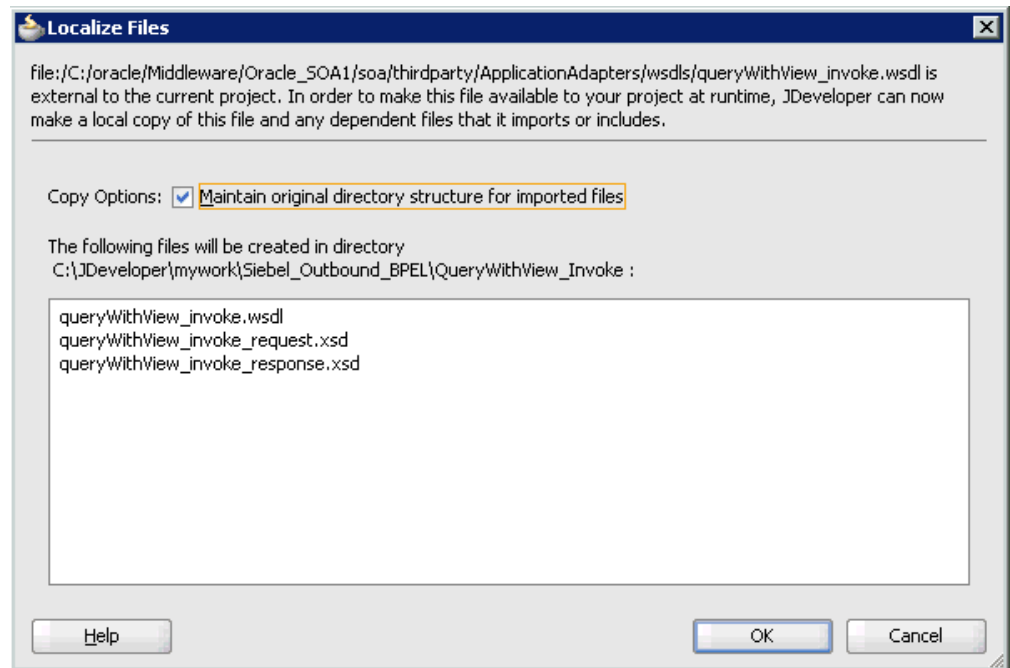 Localize Files
file:/C:/oracle/Middleware/Oracle_SOA1/soa/thirdparty/ApplicationAdapters/wsdls/queryWithView_invoke.wsdl is
external to the current project. In order to make this file available to your project at runtime, JDeveloper can now
make a local copy of this file and any dependent files that it imports or includes.
Copy Options: Maintain original directory structure for imported files
The following files will be created in directory
C:\JDeveloper\mywork\Siebel_Outbound_BPEL\QueryWithView_Invoke :
queryWithView_invoke.wsdl
queryWithView_invoke_request.xsd
queryWithView_invoke_response.xsd
Help OK Cancel